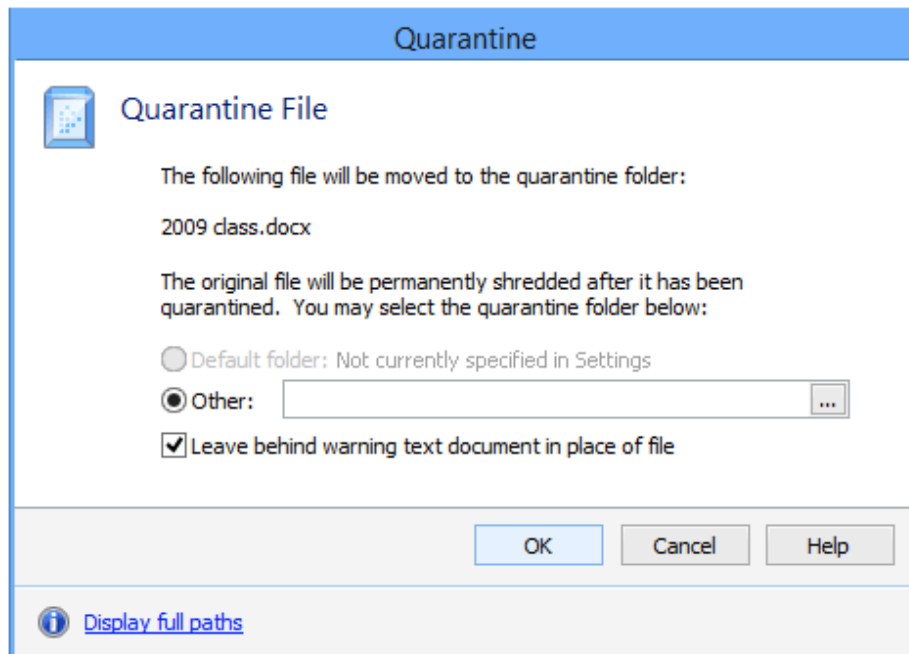 Quarantine
Quarantine File
The following file will be moved to the quarantine folder:
2009 class.docx
The original file will be permanently shredded after it has been
quarantined.  You may select the quarantine folder below:
Default folder: Not currently specified in Settings
Other:
...
Leave behind warning text document in place of file
OK Cancel Help
Display full paths